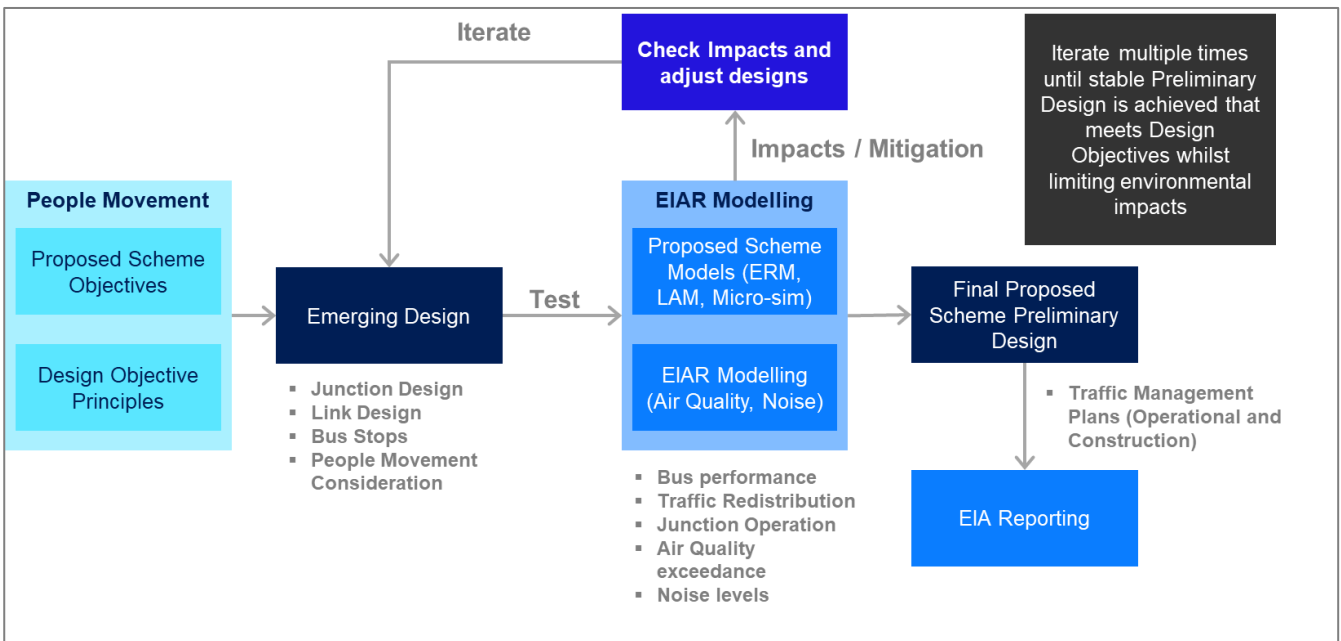 Iterate
Check Impacts and
adjust designs
Iterate multiple times
until stable Preliminary
Design is achieved that
meets Design
Objectives whilst
limiting environmental
impacts
Impacts / Mitigation
People Movement
Proposed Scheme
Objectives
Design Objective
Principles
Emerging Design
▪ Junction Design
▪ Link Design
▪ Bus Stops
▪ People Movement
Consideration
Test
EIAR Modelling
Proposed Scheme
Models (ERM,
LAM, Micro-sim)
EIAR Modelling
(Air Quality, Noise)
▪ Bus performance
▪ Traffic Redistribution
▪ Junction Operation
▪ Air Quality
exceedance
▪ Noise levels
Final Proposed
Scheme Preliminary
Design
▪ Traffic Management
Plans (Operational and
Construction)
EIA Reporting